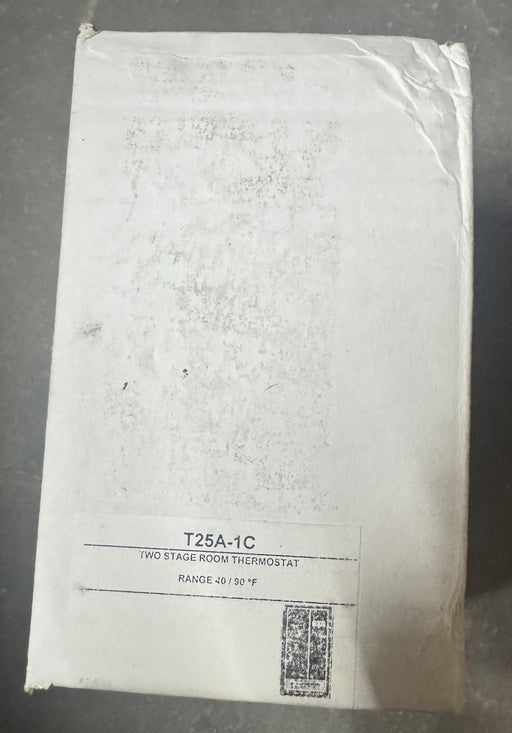 T25A-1C
TWO STAGE ROOM THERMOSTAT
RANGE 40 / 90 °F